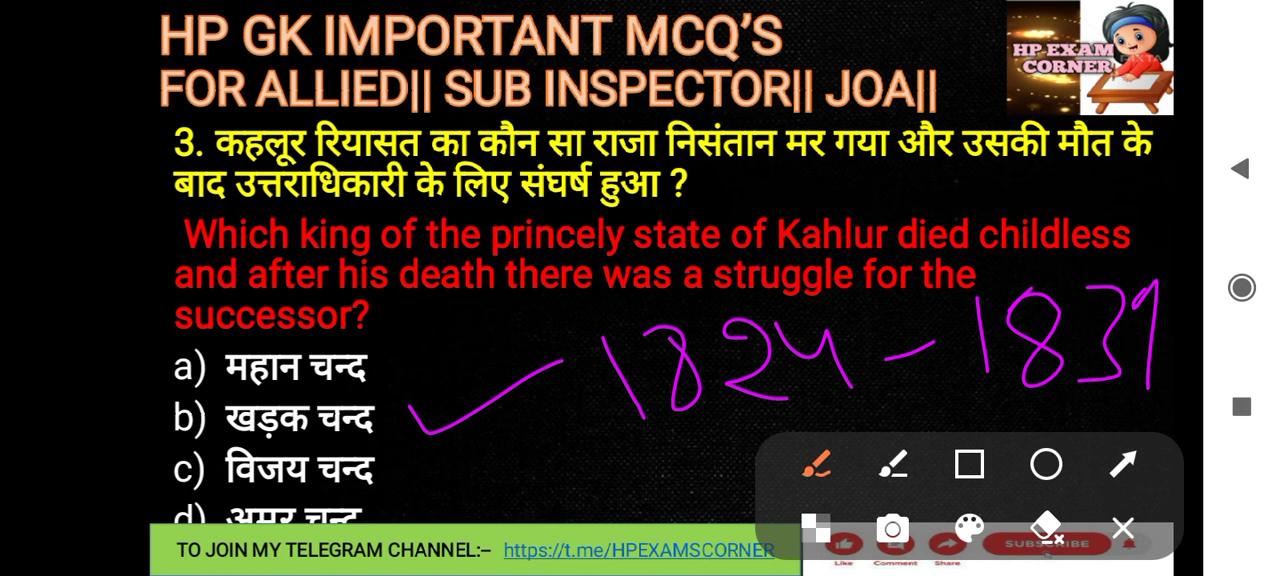 HP GK IMPORTANT MCQ'S
FOR ALLIED|| SUB INSPECTOR|| JOA||
HP EXAM
CORNER
3. कहलूर रियासत का कौन सा राजा निसंतान मर गया और उसकी मौत के
बाद उत्तराधिकारी के लिए संघर्ष हुआ ?
Which king of the princely state of Kahlur died childless
and after his death there was a struggle for the
successor?
1824 - 1839
a) महान चन्द
b) खड़क चन्द
c) विजय चन्द
d) अमर चन्द
TO JOIN MY TELEGRAM CHANNEL:– https://t.me/HPEXAMSCORNER
SUBSCRIBE
Like Comment Share